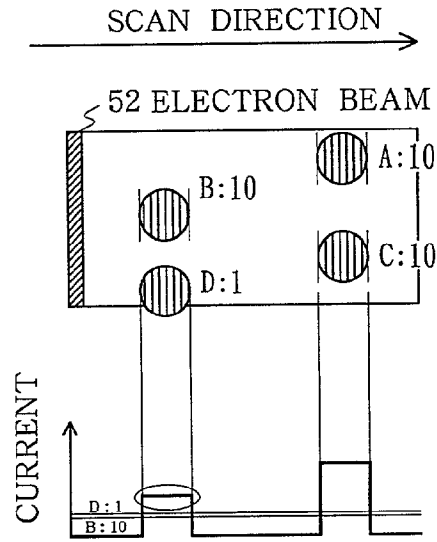 SCAN DIRECTION
52 ELECTRON BEAM
A:10
B:10
C:10
D:1
CURRENT
D:1
B:10